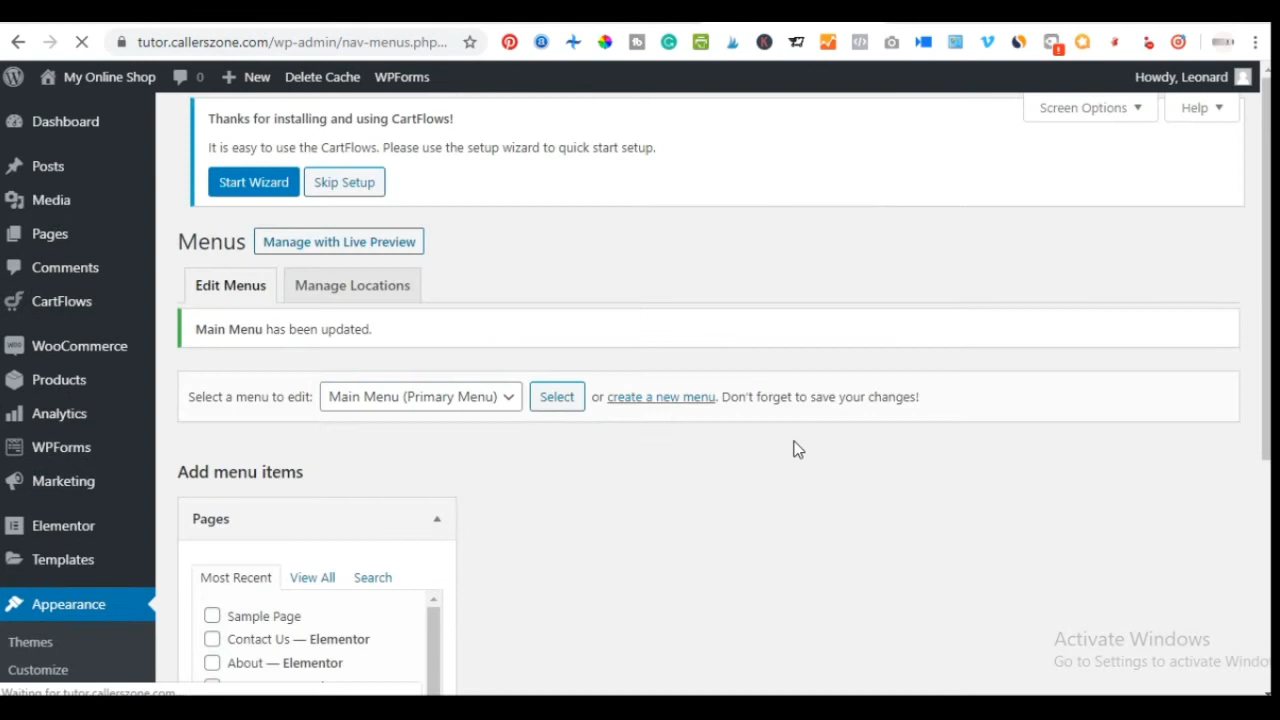 tutor.callerszone.com/wp-admin/nav-menus.php...
My Online Shop 0 New Delete Cache WPForms Howdy, Leonard
Screen Options Help
Thanks for installing and using CartFlows!
It is easy to use the CartFlows. Please use the setup wizard to quick start setup.
Start Wizard Skip Setup
Menus Manage with Live Preview
Edit Menus Manage Locations
Main Menu has been updated.
Select a menu to edit: Main Menu (Primary Menu) Select or create a new menu. Don't forget to save your changes!
Add menu items
Pages
Most Recent View All Search
Sample Page
Contact Us — Elementor
About — Elementor
Dashboard
Posts
Media
Pages
Comments
CartFlows
WooCommerce
Products
Analytics
WPForms
Marketing
Elementor
Templates
Appearance
Themes
Customize
Waiting for tutor.callerszone.com...
Activate Windows
Go to Settings to activate Windo